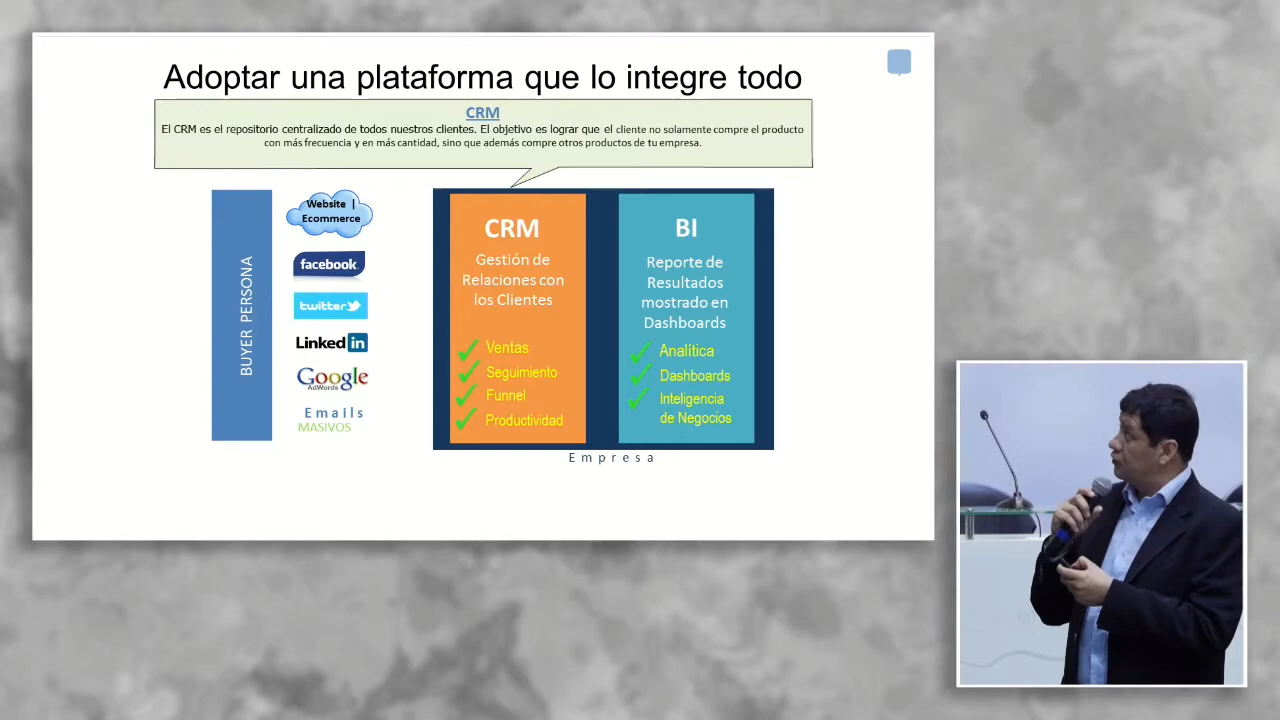 Adoptar una plataforma que lo integre todo
CRM
El CRM es el repositorio centralizado de todos nuestros clientes. El objetivo es lograr que el cliente no solamente compre el producto
con más frecuencia y en más cantidad, sino que además compre otros productos de tu empresa.
BUYER PERSONA
Website |
Ecommerce
facebook
twitter
Linked in
Google
AdWords
Emails
MASIVOS
CRM
Gestión de
Relaciones con
los Clientes
Ventas
Seguimiento
Funnel
Productividad
BI
Reporte de
Resultados
mostrado en
Dashboards
Analítica
Dashboards
Inteligencia
de Negocios
Empresa